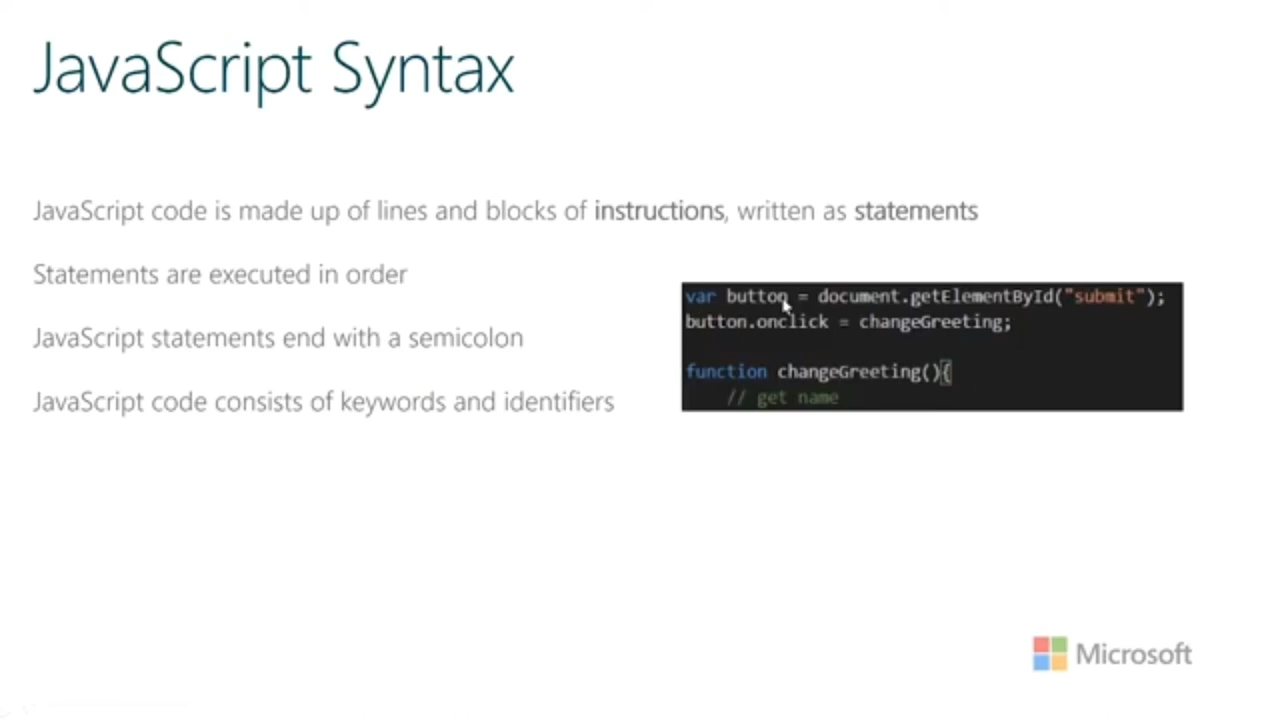 JavaScript Syntax
JavaScript code is made up of lines and blocks of instructions, written as statements
Statements are executed in order
JavaScript statements end with a semicolon
JavaScript code consists of keywords and identifiers
var button = document.getElementById("submit");
button.onclick = changeGreeting;
function changeGreeting(){
// get name
Microsoft